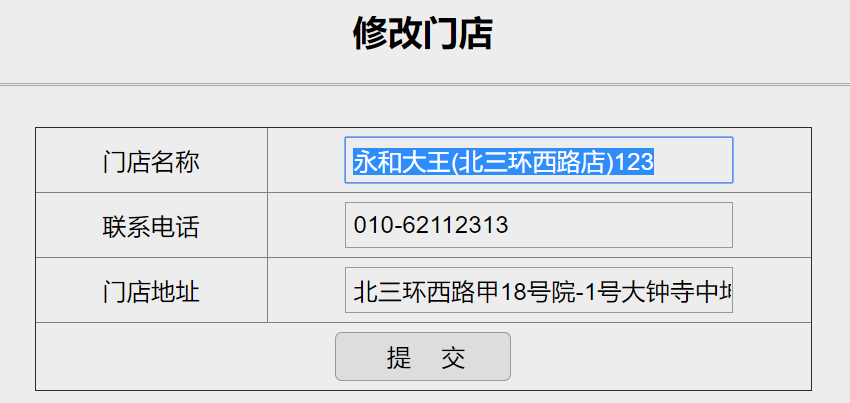 修改门店
门店名称 永和大王(北三环西路店)123
联系电话 010-62112313
门店地址 北三环西路甲18号院-1号大钟寺中
提 交